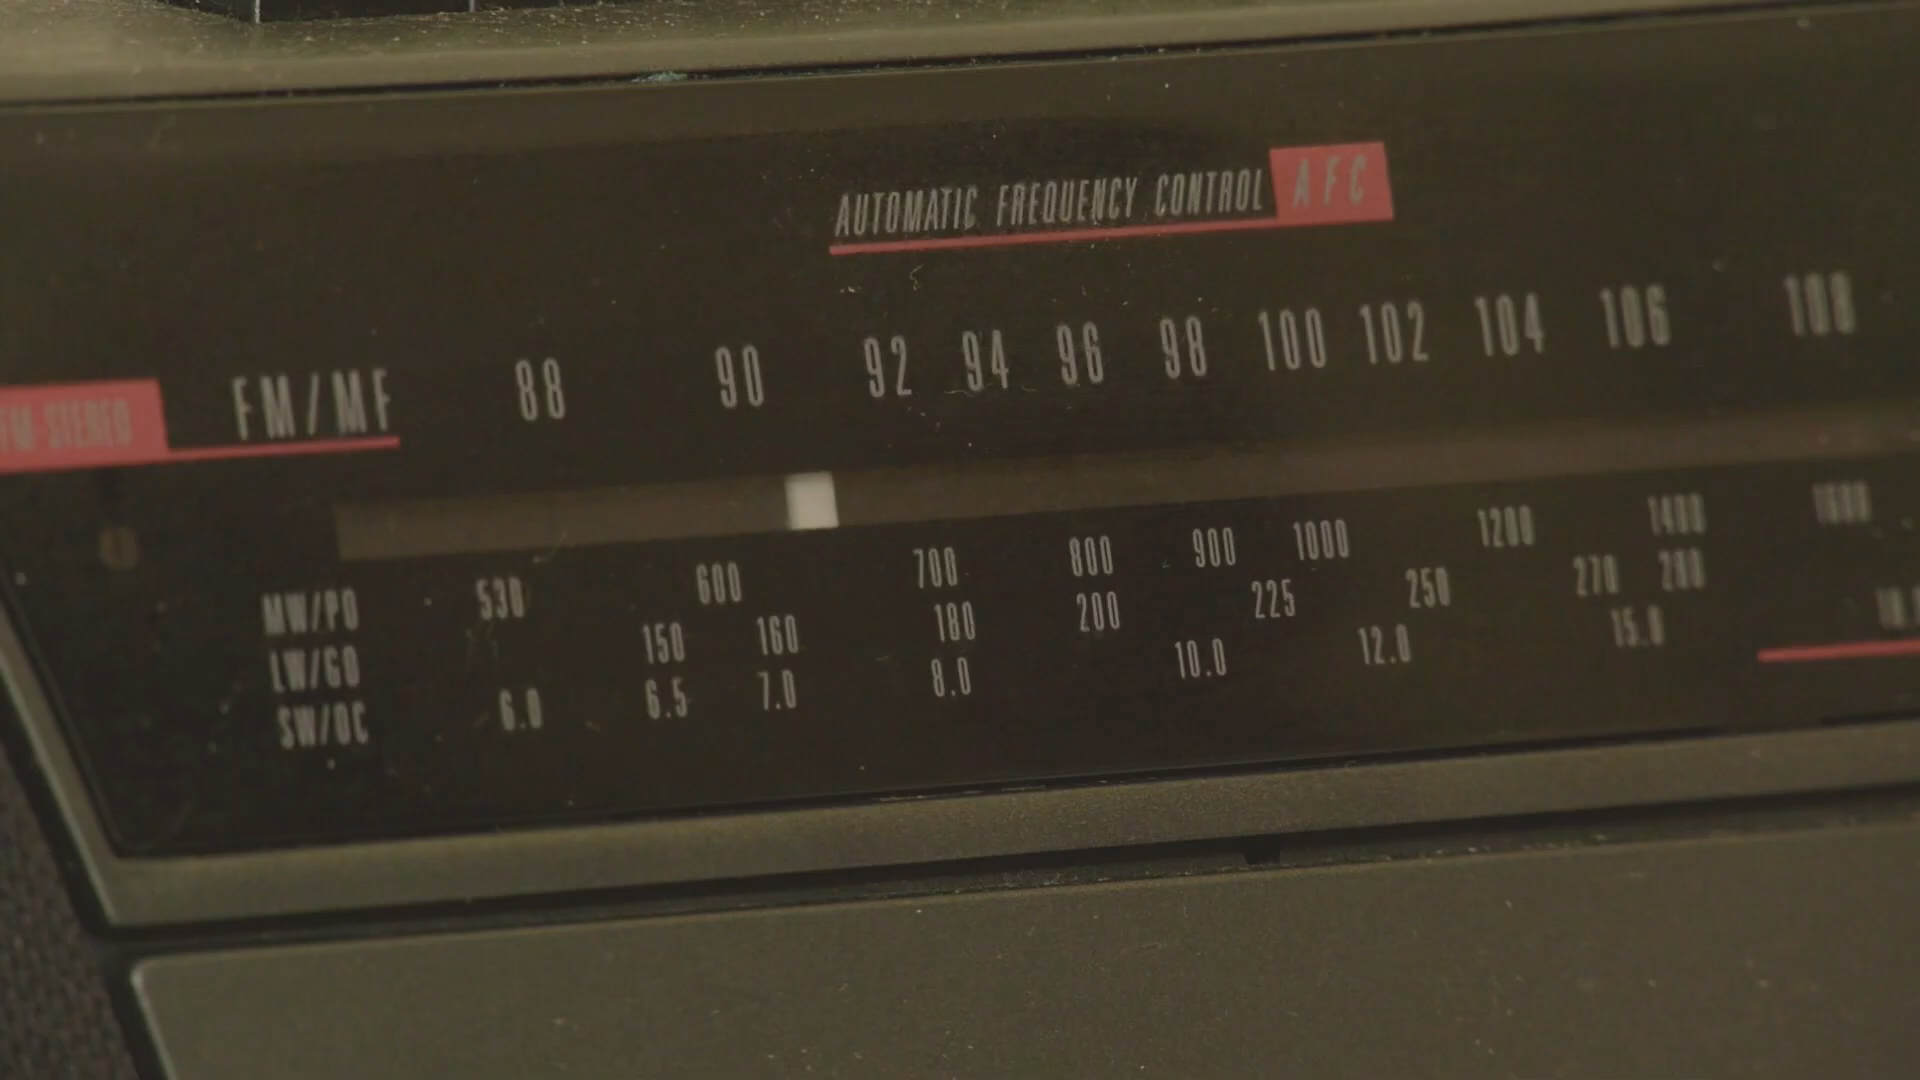 AUTOMATIC FREQUENCY CONTROL AFC
FM-STEREO FM/MF 88 90 92 94 96 98 100 102 104 106 108
MW/PO 530 600 700 800 900 1000 1200 1400 1600
LW/GO 150 160 180 200 225 250 270 280
SW/OC 6.0 6.5 7.0 8.0 10.0 12.0 15.0